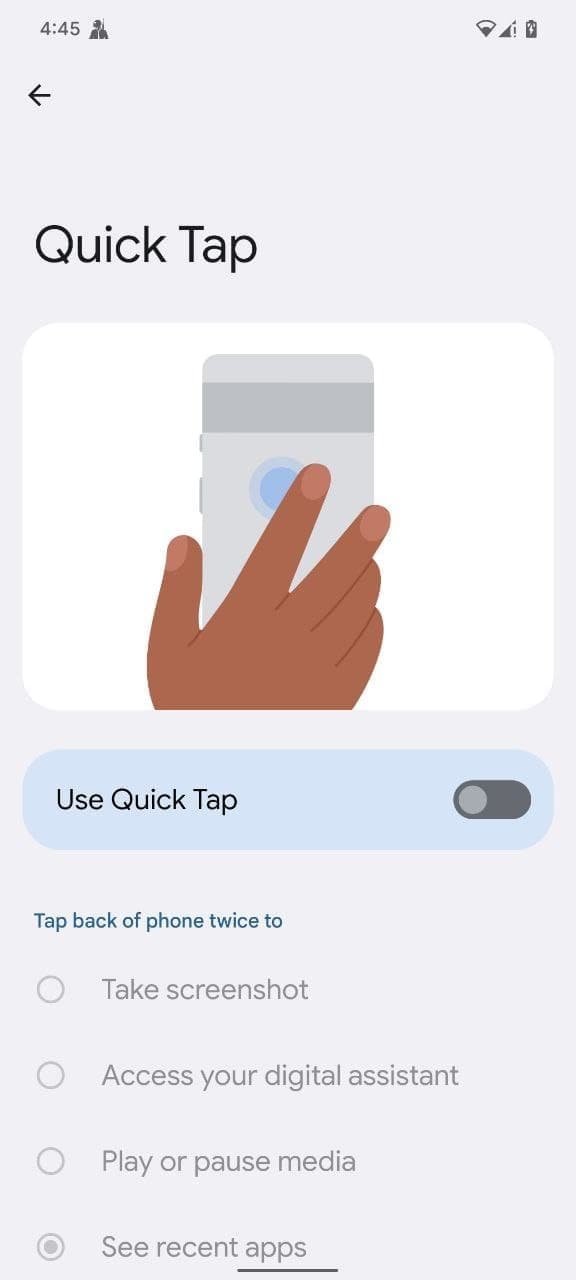 4:45
Quick Tap
Use Quick Tap
Tap back of phone twice to
Take screenshot
Access your digital assistant
Play or pause media
See recent apps